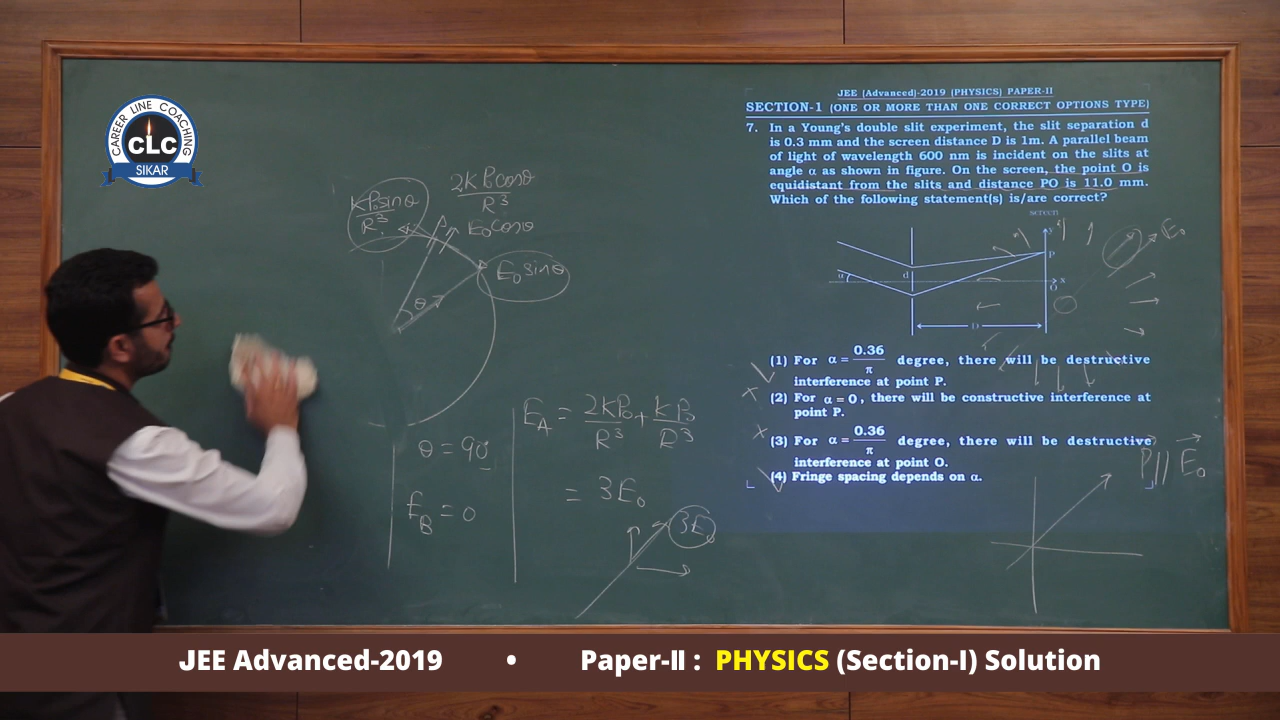 CAREER LINE COACHING
CLC
SIKAR
JEE (Advanced)-2019 (PHYSICS) PAPER-II
SECTION-1 (ONE OR MORE THAN ONE CORRECT OPTIONS TYPE)
7. In a Young's double slit experiment, the slit separation d
is 0.3 mm and the screen distance D is 1m. A parallel beam
of light of wavelength 600 nm is incident on the slits at
angle α as shown in figure. On the screen, the point O is
equidistant from the slits and distance PO is 11.0 mm.
Which of the following statement(s) is/are correct?
screen
y
P
α
d
O
x
D
(1) For α = 0.36/π degree, there will be destructive
interference at point P.
(2) For α = 0, there will be constructive interference at
point P.
(3) For α = 0.36/π degree, there will be destructive
interference at point O.
(4) Fringe spacing depends on α.
KP₀sinθ/R³
2KP₀cosθ/R³
E₀cosθ
E₀sinθ
θ
E₀
θ = 90
E_B = 0
E_A = 2KP₀/R³ + KP₀/R³
= 3E₀
3E₀
P || E₀
JEE Advanced-2019 • Paper-II : PHYSICS (Section-I) Solution